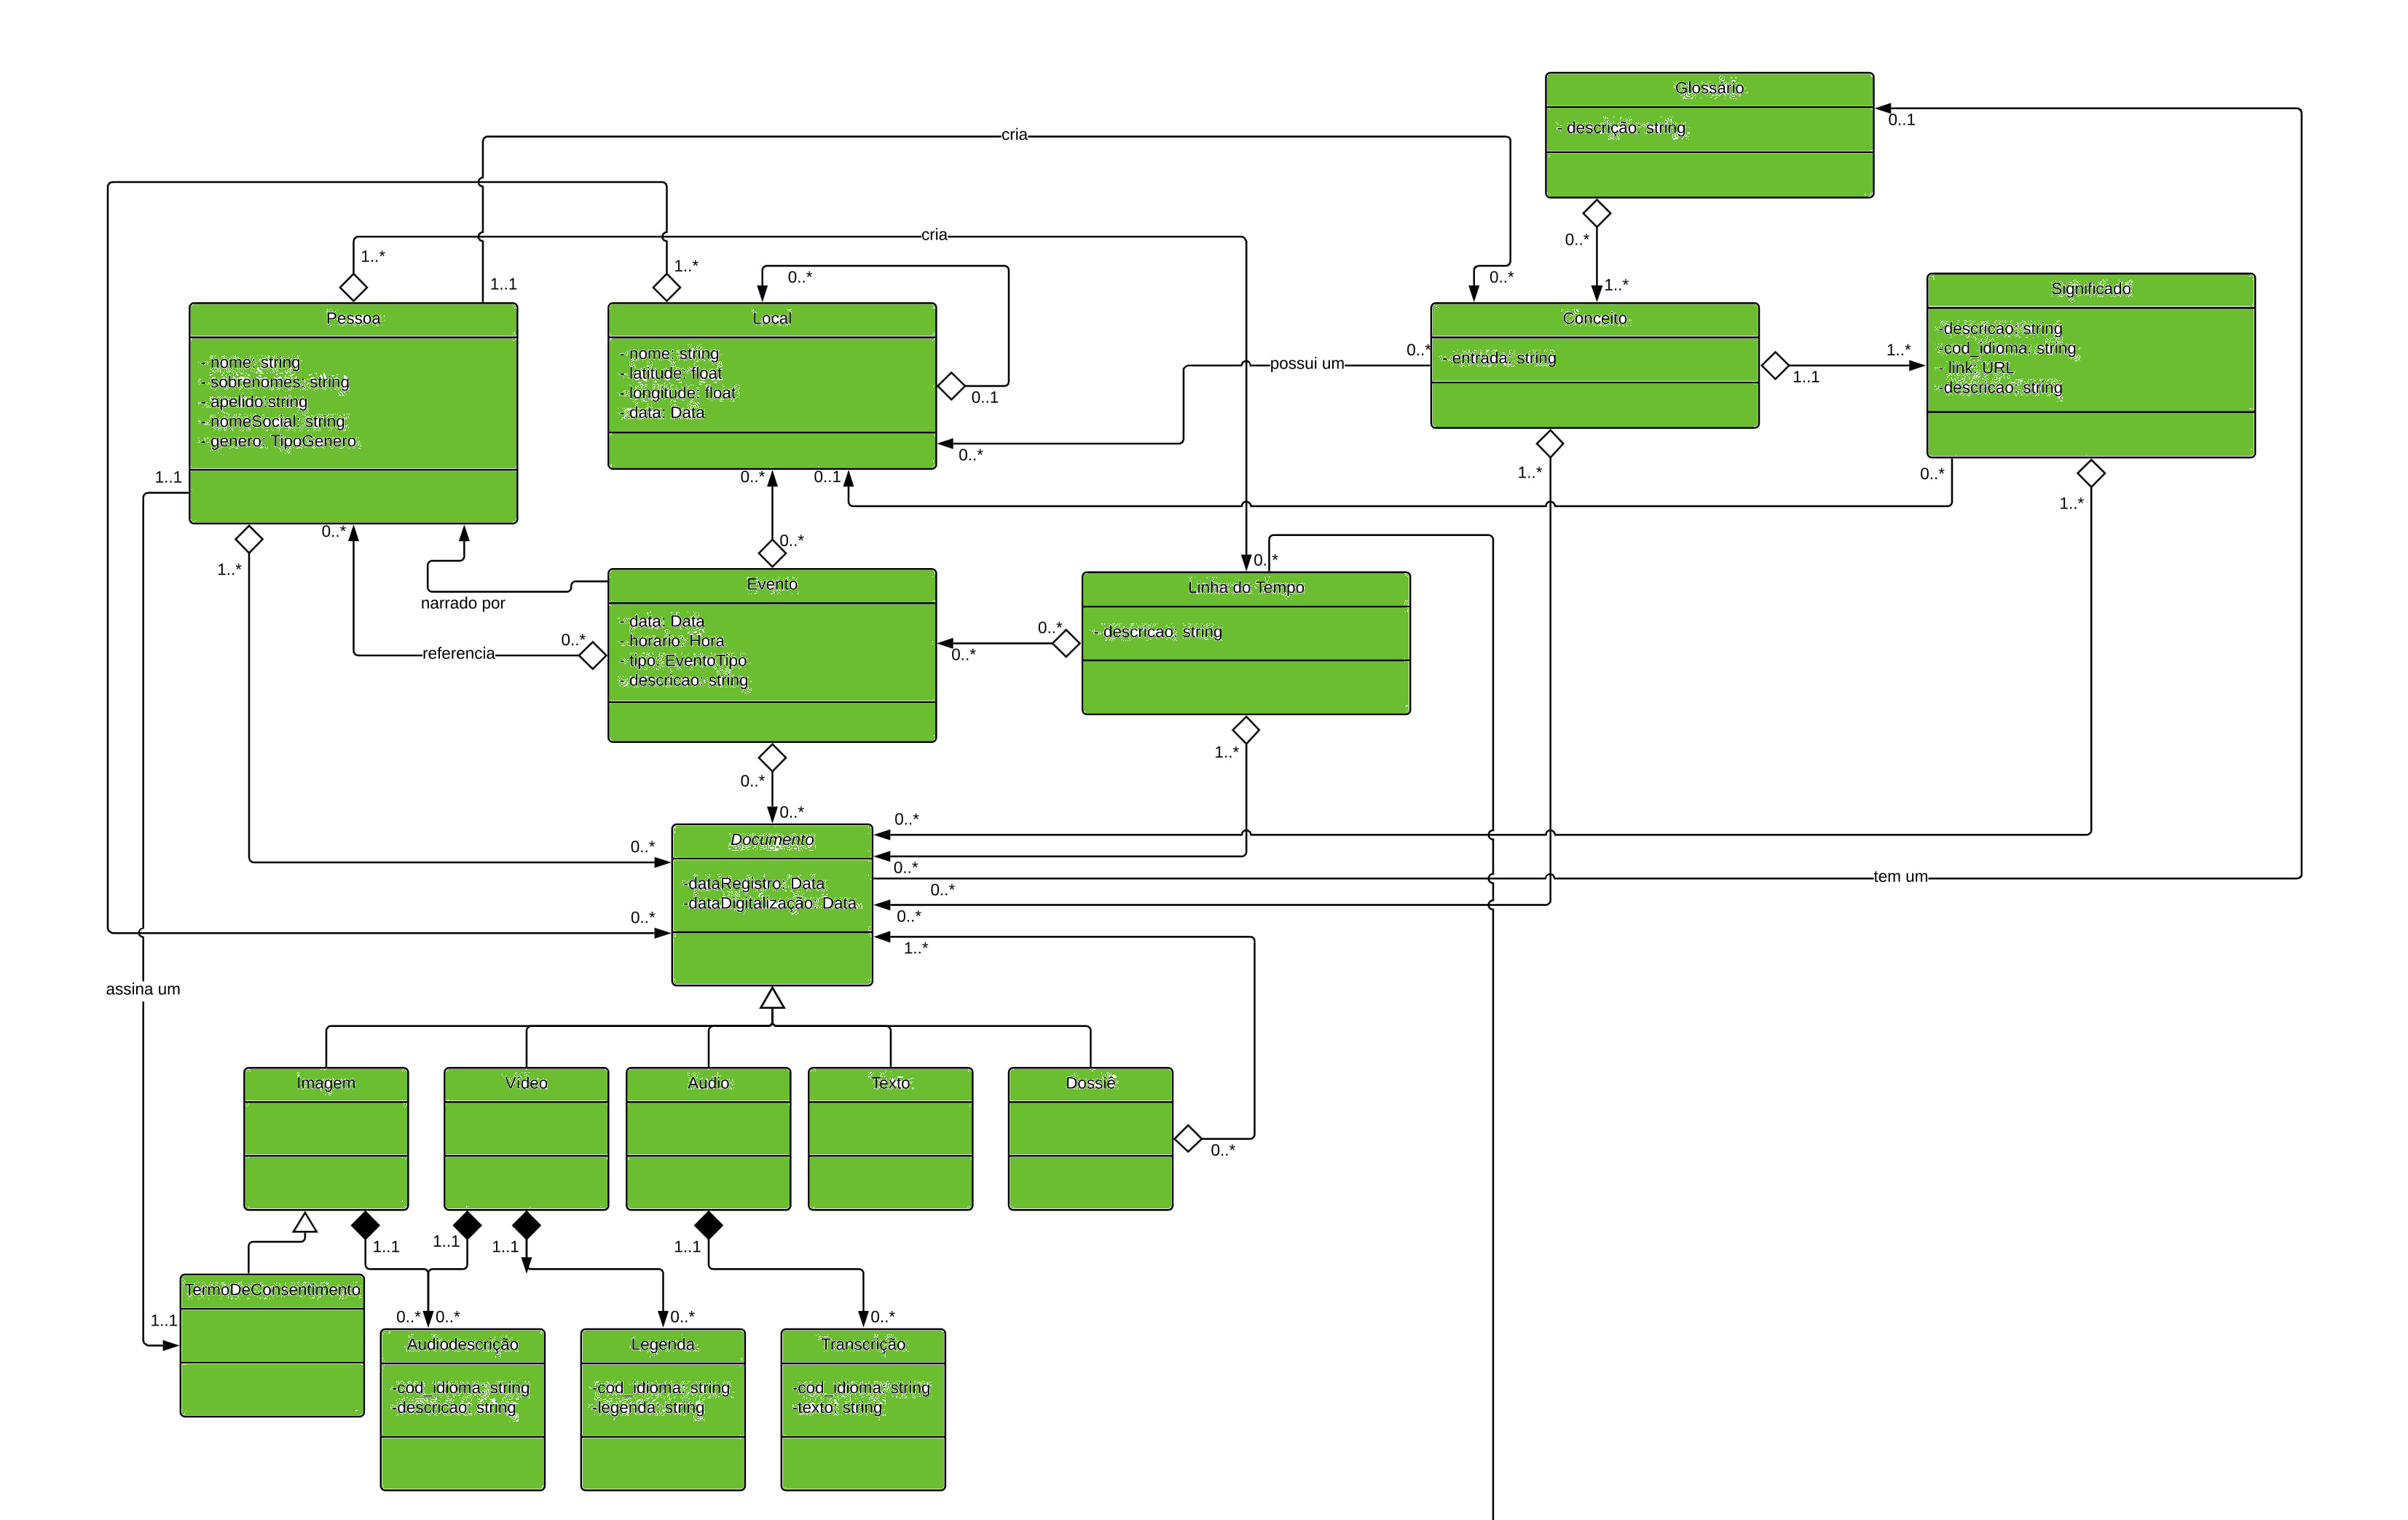 Glossário
- descrição: string
0..1
cria
0..*
cria
1..*
1..*
0..*
1..1
0..*
1..*
Significado
-descricao: string
-cod_idioma: string
- link: URL
-descricao: string
Pessoa
- nome: string
- sobrenomes: string
- apelido:string
- nomeSocial: string
- genero: TipoGenero
Local
- nome: string
- latitude: float
- longitude: float
- data: Data
0..1
Conceito
- entrada: string
0..*
possui um
1..*
1..1
0..*
1..1
0..*
0..1
1..*
0..*
1..*
0..*
0..*
0..*
1..*
narrado por
Evento
- data: Data
- horario: Hora
- tipo: EventoTipo
- descricao: string
Linha do Tempo
- descricao: string
0..*
0..*
0..*
referencia
1..*
0..*
0..*
0..*
Documento
-dataRegistro: Data
-dataDigitalização: Data
0..*
0..*
0..*
tem um
0..*
0..*
1..*
assina um
Imagem
Vídeo
Áudio
Texto
Dossiê
0..*
1..1
1..1
1..1
1..1
TermoDeConsentimento
1..1
0..*
0..*
0..*
0..*
Audiodescrição
-cod_idioma: string
-descricao: string
Legenda
-cod_idioma: string
-legenda: string
Transcrição
-cod_idioma: string
-texto: string